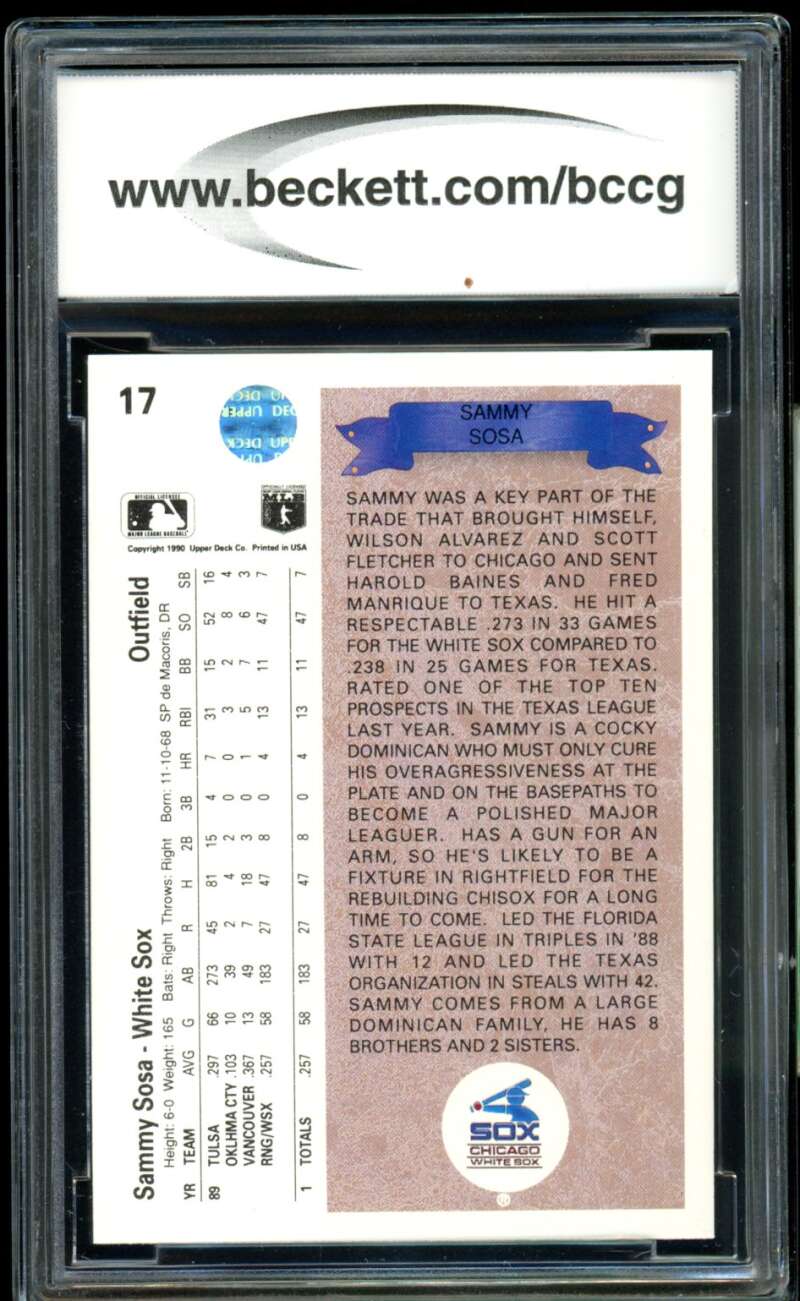 www.beckett.com/bccg
17
UPPER DECK
OFFICIAL LICENSEE
MAJOR LEAGUE BASEBALL
MLB
Copyright 1990 Upper Deck Co. Printed in USA
SAMMY
SOSA
SAMMY WAS A KEY PART OF THE
TRADE THAT BROUGHT HIMSELF,
WILSON ALVAREZ AND SCOTT
FLETCHER TO CHICAGO AND SENT
HAROLD BAINES AND FRED
MANRIQUE TO TEXAS. HE HIT A
RESPECTABLE .273 IN 33 GAMES
FOR THE WHITE SOX COMPARED TO
.238 IN 25 GAMES FOR TEXAS.
RATED ONE OF THE TOP TEN
PROSPECTS IN THE TEXAS LEAGUE
LAST YEAR. SAMMY IS A COCKY
DOMINICAN WHO MUST ONLY CURE
HIS OVERAGRESSIVENESS AT THE
PLATE AND ON THE BASEPATHS TO
BECOME A POLISHED MAJOR
LEAGUER. HAS A GUN FOR AN
ARM, SO HE'S LIKELY TO BE A
FIXTURE IN RIGHTFIELD FOR THE
REBUILDING CHISOX FOR A LONG
TIME TO COME. LED THE FLORIDA
STATE LEAGUE IN TRIPLES IN '88
WITH 12 AND LED THE TEXAS
ORGANIZATION IN STEALS WITH 42.
SAMMY COMES FROM A LARGE
DOMINICAN FAMILY, HE HAS 8
BROTHERS AND 2 SISTERS.
SOX
CHICAGO
WHITE SOX
Sammy Sosa - White Sox Outfield
Height: 6-0 Weight: 165 Bats: Right Throws: Right Born: 11-10-68 SP de Macoris, DR
YR TEAM AVG G AB R H 2B 3B HR RBI BB SO SB
89 TULSA .297 66 273 45 81 15 4 7 31 15 52 16
OKLHMA CTY .103 10 39 2 4 2 0 0 3 2 8 4
VANCOUVER .367 13 49 7 18 3 0 1 5 7 6 3
RNG/WSX .257 58 183 27 47 8 0 4 13 11 47 7
1 TOTALS .257 58 183 27 47 8 0 4 13 11 47 7